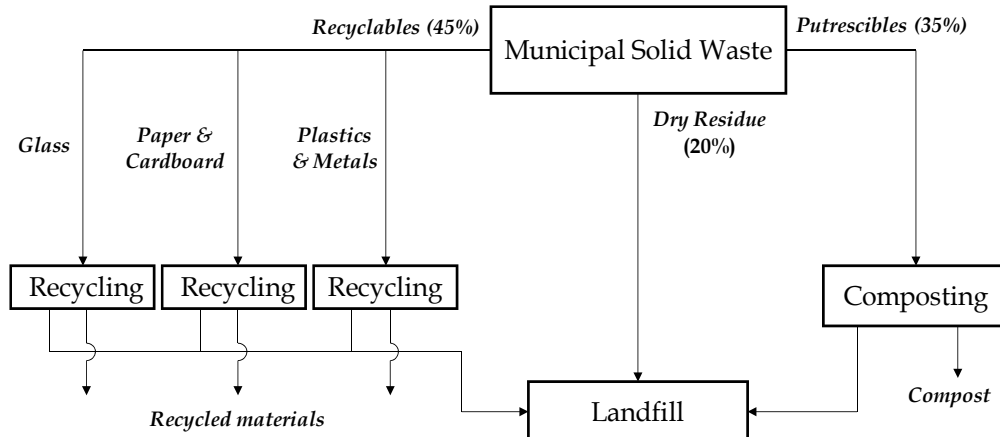 Recyclables (45%)
Municipal Solid Waste
Putrescibles (35%)
Glass
Paper &
Cardboard
Plastics
& Metals
Dry Residue
(20%)
Recycling
Recycling
Recycling
Composting
Recycled materials
Landfill
Compost